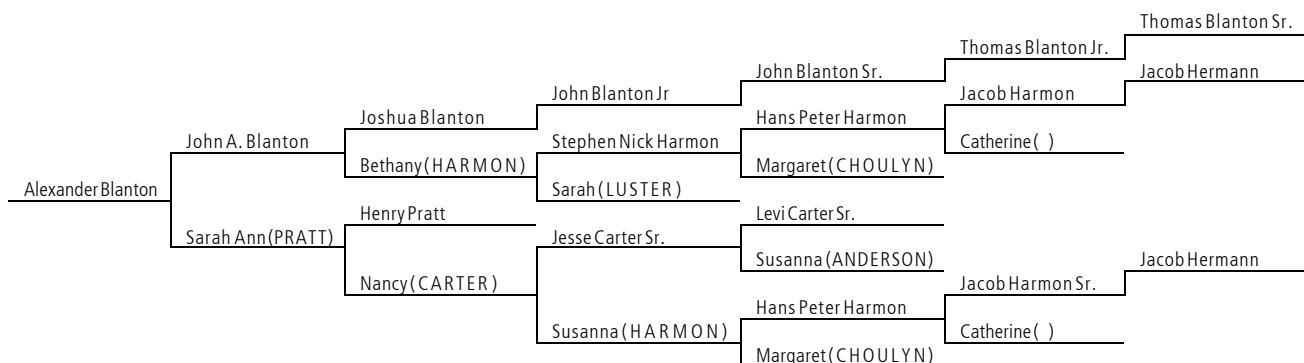 Thomas Blanton Sr.
Thomas Blanton Jr.
John Blanton Sr.
Jacob Hermann
John Blanton Jr
Jacob Harmon
Joshua Blanton
Hans Peter Harmon
John A. Blanton
Stephen Nick Harmon
Catherine ( )
Bethany (HARMON)
Margaret (CHOULYN)
Alexander Blanton
Sarah (LUSTER)
Henry Pratt
Levi Carter Sr.
Sarah Ann (PRATT)
Jesse Carter Sr.
Susanna (ANDERSON)
Jacob Hermann
Nancy (CARTER)
Jacob Harmon Sr.
Hans Peter Harmon
Susanna (HARMON)
Catherine ( )
Margaret (CHOULYN)